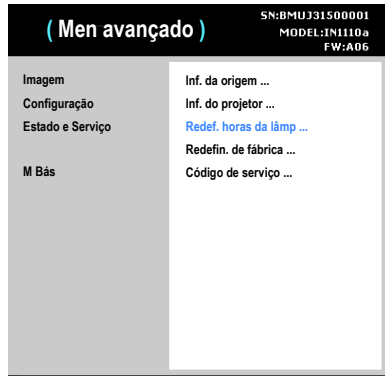 ( Men avançado )
SN:BMUJ31500001
MODEL:IN1110a
FW:A06
Imagem
Configuração
Estado e Serviço
M Bás
Inf. da origem ...
Inf. do projetor ...
Redef. horas da lâmp ...
Redefin. de fábrica ...
Código de serviço ...